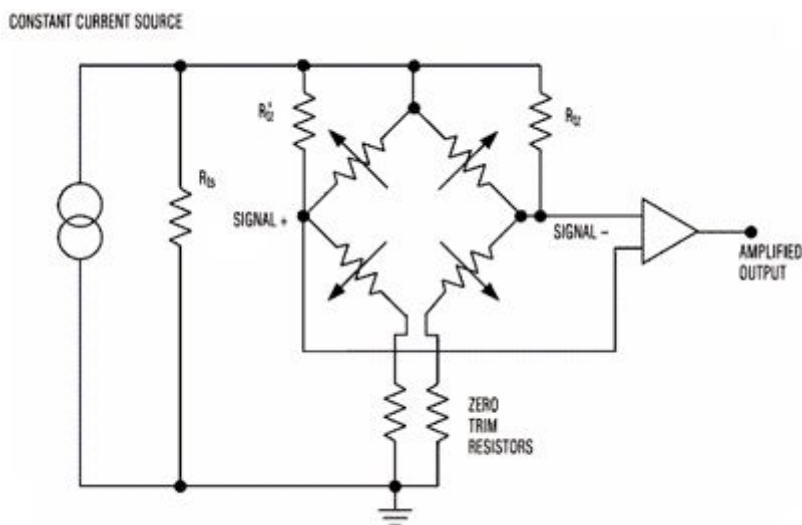 CONSTANT CURRENT SOURCE
SIGNAL +
SIGNAL −
AMPLIFIED
OUTPUT
ZERO
TRIM
RESISTORS